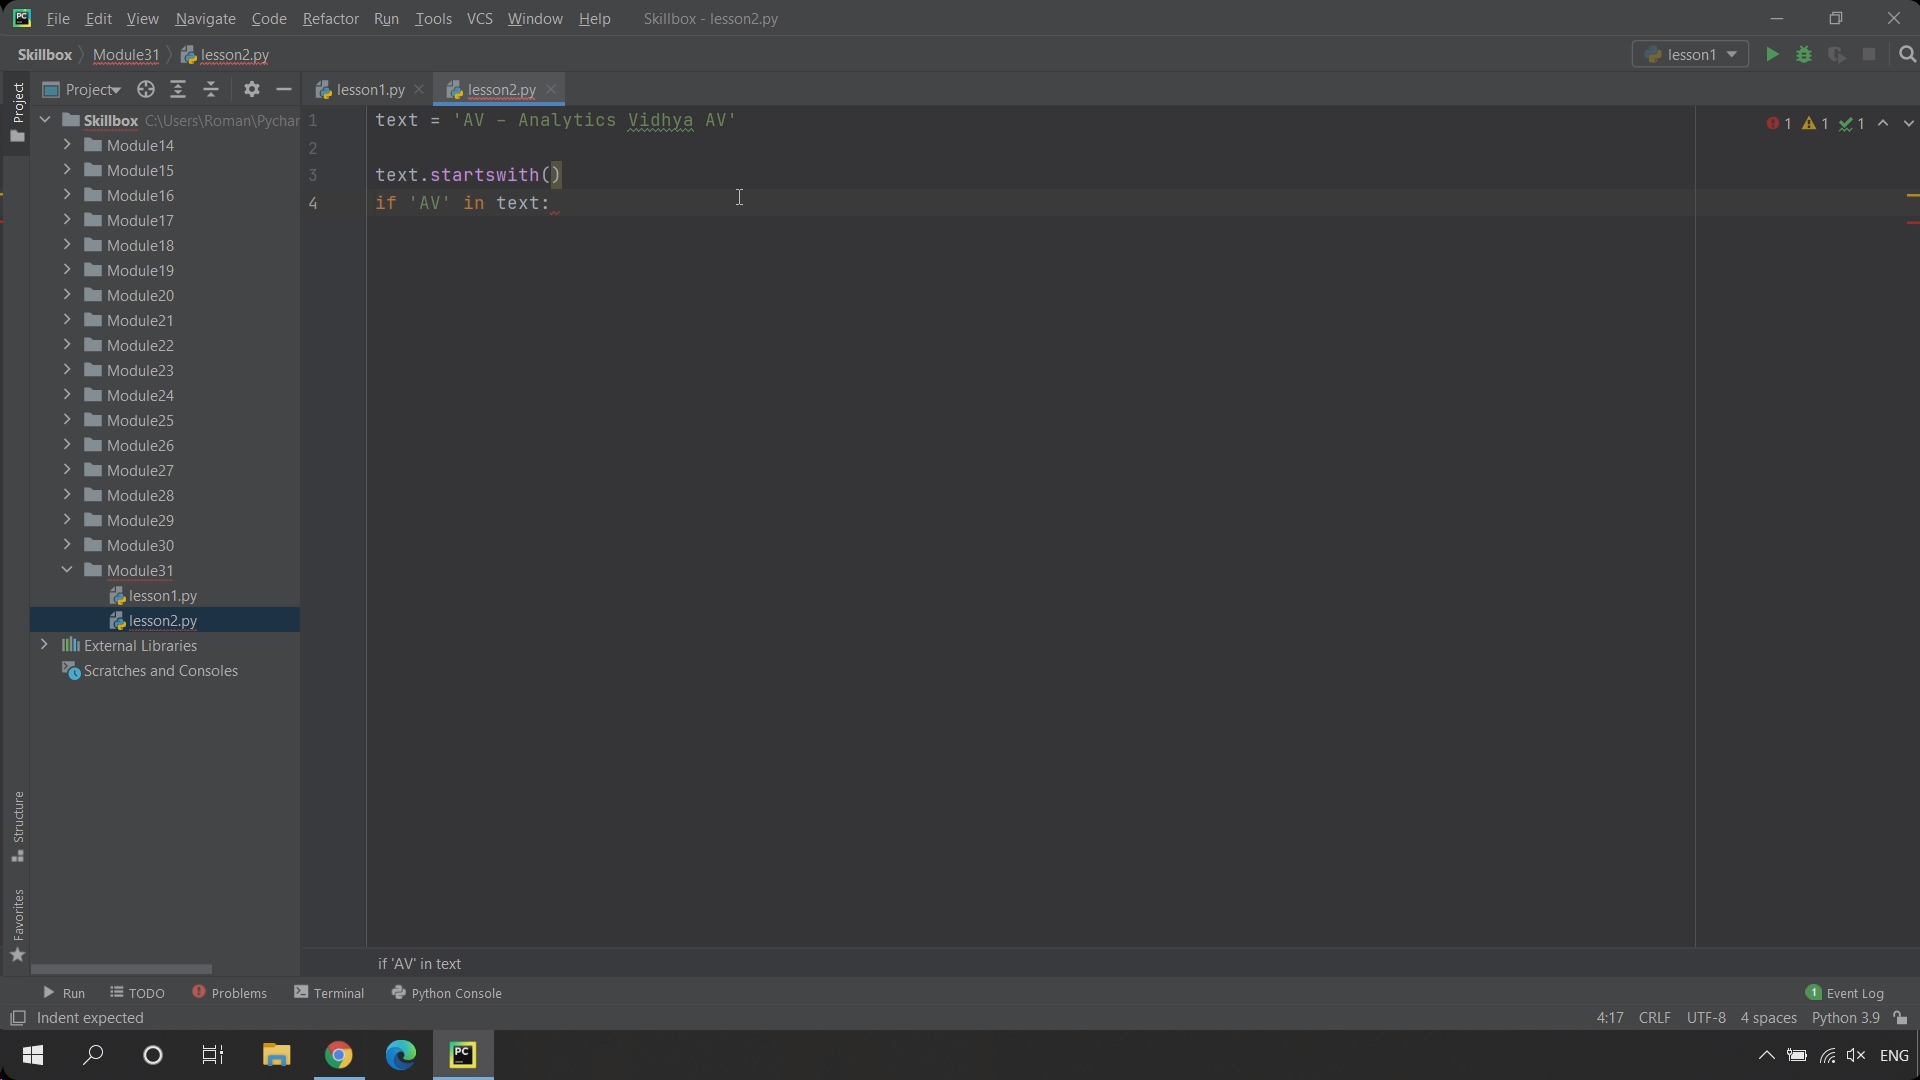 PC File Edit View Navigate Code Refactor Run Tools VCS Window Help Skillbox - lesson2.py
Skillbox Module31 lesson2.py lesson1
Project Project lesson1.py lesson2.py
Skillbox C:\Users\Roman\Pychar
1 text = 'AV - Analytics Vidhya AV' 1 1 1
Module14
2
Module15
3 text.startswith()
Module16
4 if 'AV' in text:
Module17
Module18
Module19
Module20
Module21
Module22
Module23
Module24
Module25
Module26
Module27
Module28
Module29
Module30
Module31
lesson1.py
lesson2.py
External Libraries
Scratches and Consoles
Structure
Favorites
if 'AV' in text
Run TODO Problems Terminal Python Console 1 Event Log
Indent expected 4:17 CRLF UTF-8 4 spaces Python 3.9
PC ENG